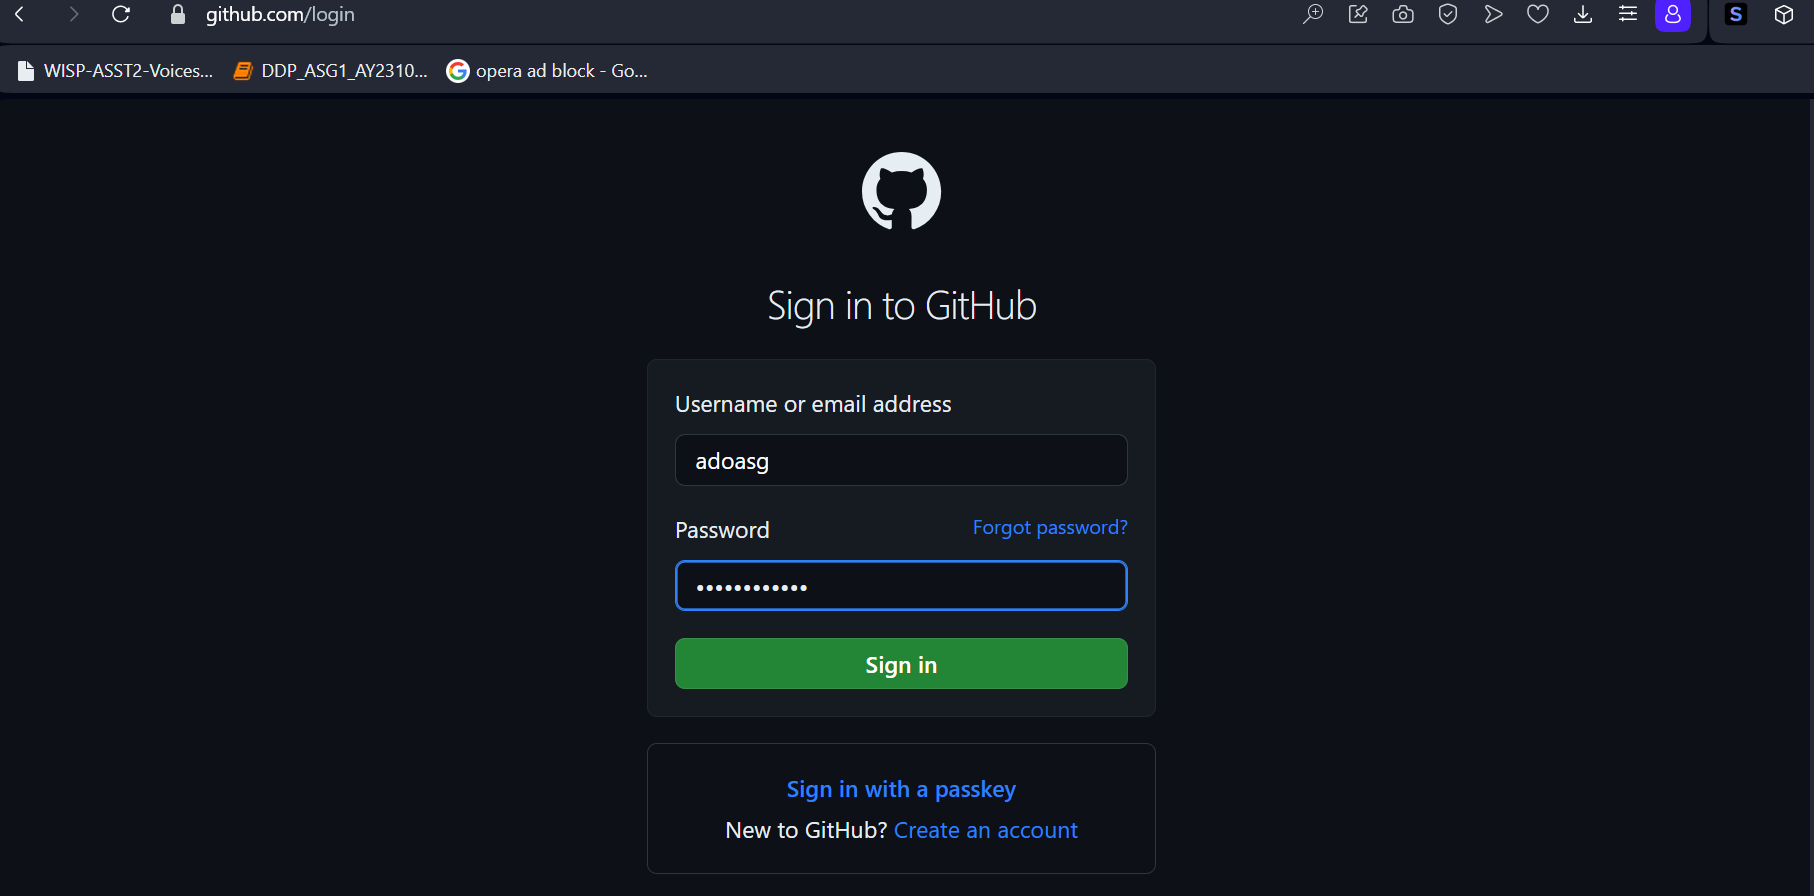 github.com/login
S
WISP-ASST2-Voices... DDP_ASG1_AY2310... opera ad block - Go...
Sign in to GitHub
Username or email address
adoasg
Password Forgot password?
••••••••••••
Sign in
Sign in with a passkey
New to GitHub? Create an account